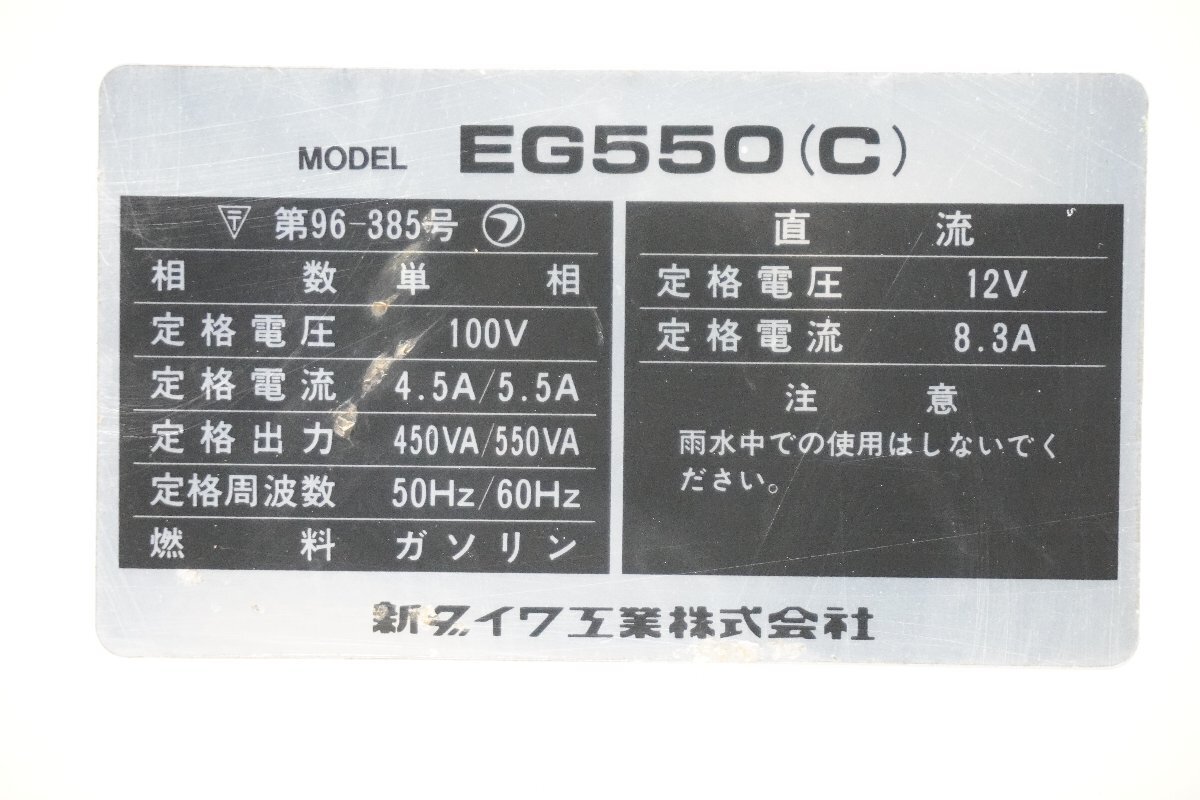 MODEL EG550(C)
〒 第96-385号 フ
相数 単相
定格電圧 100V
定格電流 4.5A/5.5A
定格出力 450VA/550VA
定格周波数 50Hz/60Hz
燃料 ガソリン
直流
定格電圧 12V
定格電流 8.3A
注意
雨水中での使用はしないでく
ださい。
新ダイワ工業株式会社